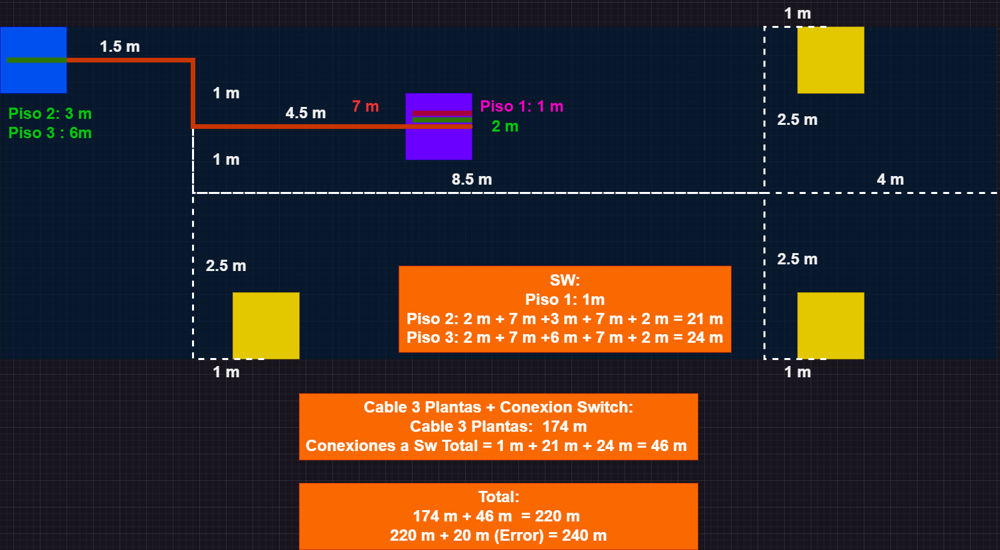 1 m
1.5 m
1 m
4.5 m
7 m
Piso 1: 1 m
2 m
Piso 2: 3 m
Piso 3 : 6m
2.5 m
1 m
8.5 m
4 m
2.5 m
2.5 m
SW:
Piso 1: 1m
Piso 2: 2 m + 7 m +3 m + 7 m + 2 m = 21 m
Piso 3: 2 m + 7 m +6 m + 7 m + 2 m = 24 m
1 m
1 m
Cable 3 Plantas + Conexion Switch:
Cable 3 Plantas:  174 m
Conexiones a Sw Total = 1 m + 21 m + 24 m = 46 m
Total:
174 m + 46 m  = 220 m
220 m + 20 m (Error) = 240 m